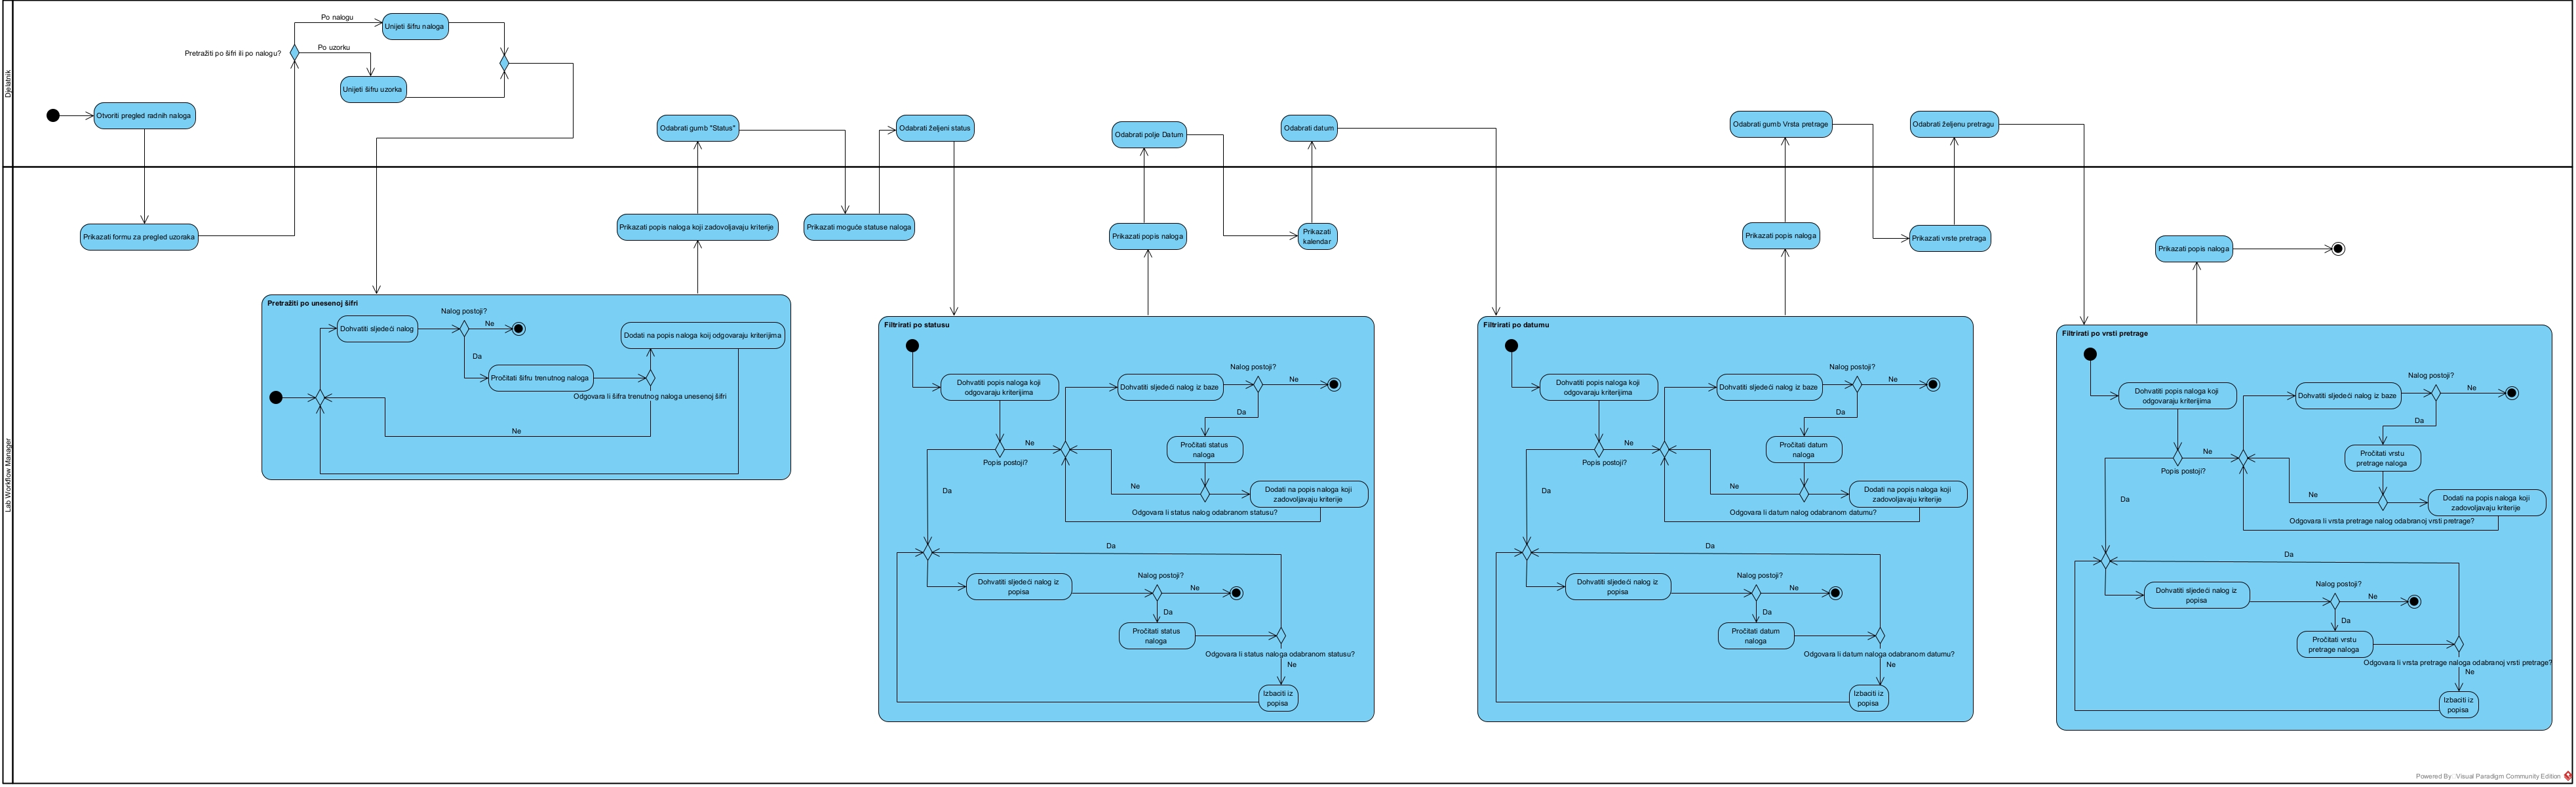 Djelatnik
Po nalogu
Unijeti šifru naloga
Pretražiti po šifri ili po nalogu?
Po uzorku
Unijeti šifru uzorka
Otvoriti pregled radnih naloga
Odabrati gumb "Status"
Odabrati željeni status
Odabrati polje Datum
Odabrati datum
Odabrati gumb Vrsta pretrage
Odabrati željenu pretragu
Lab Workflow Manager
Prikazati formu za pregled uzoraka
Prikazati popis naloga koji zadovoljavaju kriterije
Prikazati moguće statuse naloga
Prikazati popis naloga
Prikazati
kalendar
Prikazati popis naloga
Prikazati vrste pretraga
Prikazati popis naloga
Pretražiti po unesenoj šifri
Nalog postoji?
Dohvatiti sljedeći nalog
Ne
Dodati na popis naloga koij odgovaraju kriterijima
Da
Pročitati šifru trenutnog naloga
Odgovara li šifra trenutnog naloga unesenoj šifri
Ne
Filtrirati po statusu
Nalog postoji?
Dohvatiti popis naloga koji
odgovaraju kriterijima
Dohvatiti sljedeći nalog iz baze
Ne
Da
Ne
Pročitati status
naloga
Popis postoji?
Da
Ne
Dodati na popis naloga koji
zadovoljavaju kriterije
Odgovara li status nalog odabranom statusu?
Da
Dohvatiti sljedeći nalog iz
popisa
Nalog postoji?
Ne
Da
Pročitati status
naloga
Odgovara li status naloga odabranom statusu?
Ne
Izbaciti iz
popisa
Filtrirati po datumu
Nalog postoji?
Dohvatiti popis naloga koji
odgovaraju kriterijima
Dohvatiti sljedeći nalog iz baze
Ne
Da
Ne
Pročitati datum
naloga
Popis postoji?
Da
Ne
Dodati na popis naloga koji
zadovoljavaju kriterije
Odgovara li datum nalog odabranom datumu?
Da
Dohvatiti sljedeći nalog iz
popisa
Nalog postoji?
Ne
Da
Pročitati datum
naloga
Odgovara li datum naloga odabranom datumu?
Ne
Izbaciti iz
popisa
Filtrirati po vrsti pretrage
Nalog postoji?
Dohvatiti popis naloga koji
odgovaraju kriterijima
Dohvatiti sljedeći nalog iz baze
Ne
Da
Ne
Pročitati vrstu
pretrage naloga
Popis postoji?
Da
Ne
Dodati na popis naloga koji
zadovoljavaju kriterije
Odgovara li vrsta pretrage nalog odabranoj vrsti pretrage?
Da
Dohvatiti sljedeći nalog iz
popisa
Nalog postoji?
Ne
Da
Pročitati vrstu
pretrage naloga
Odgovara li vrsta pretrage naloga odabranoj vrsti pretrage?
Ne
Izbaciti iz
popisa
Powered By Visual Paradigm Community Edition